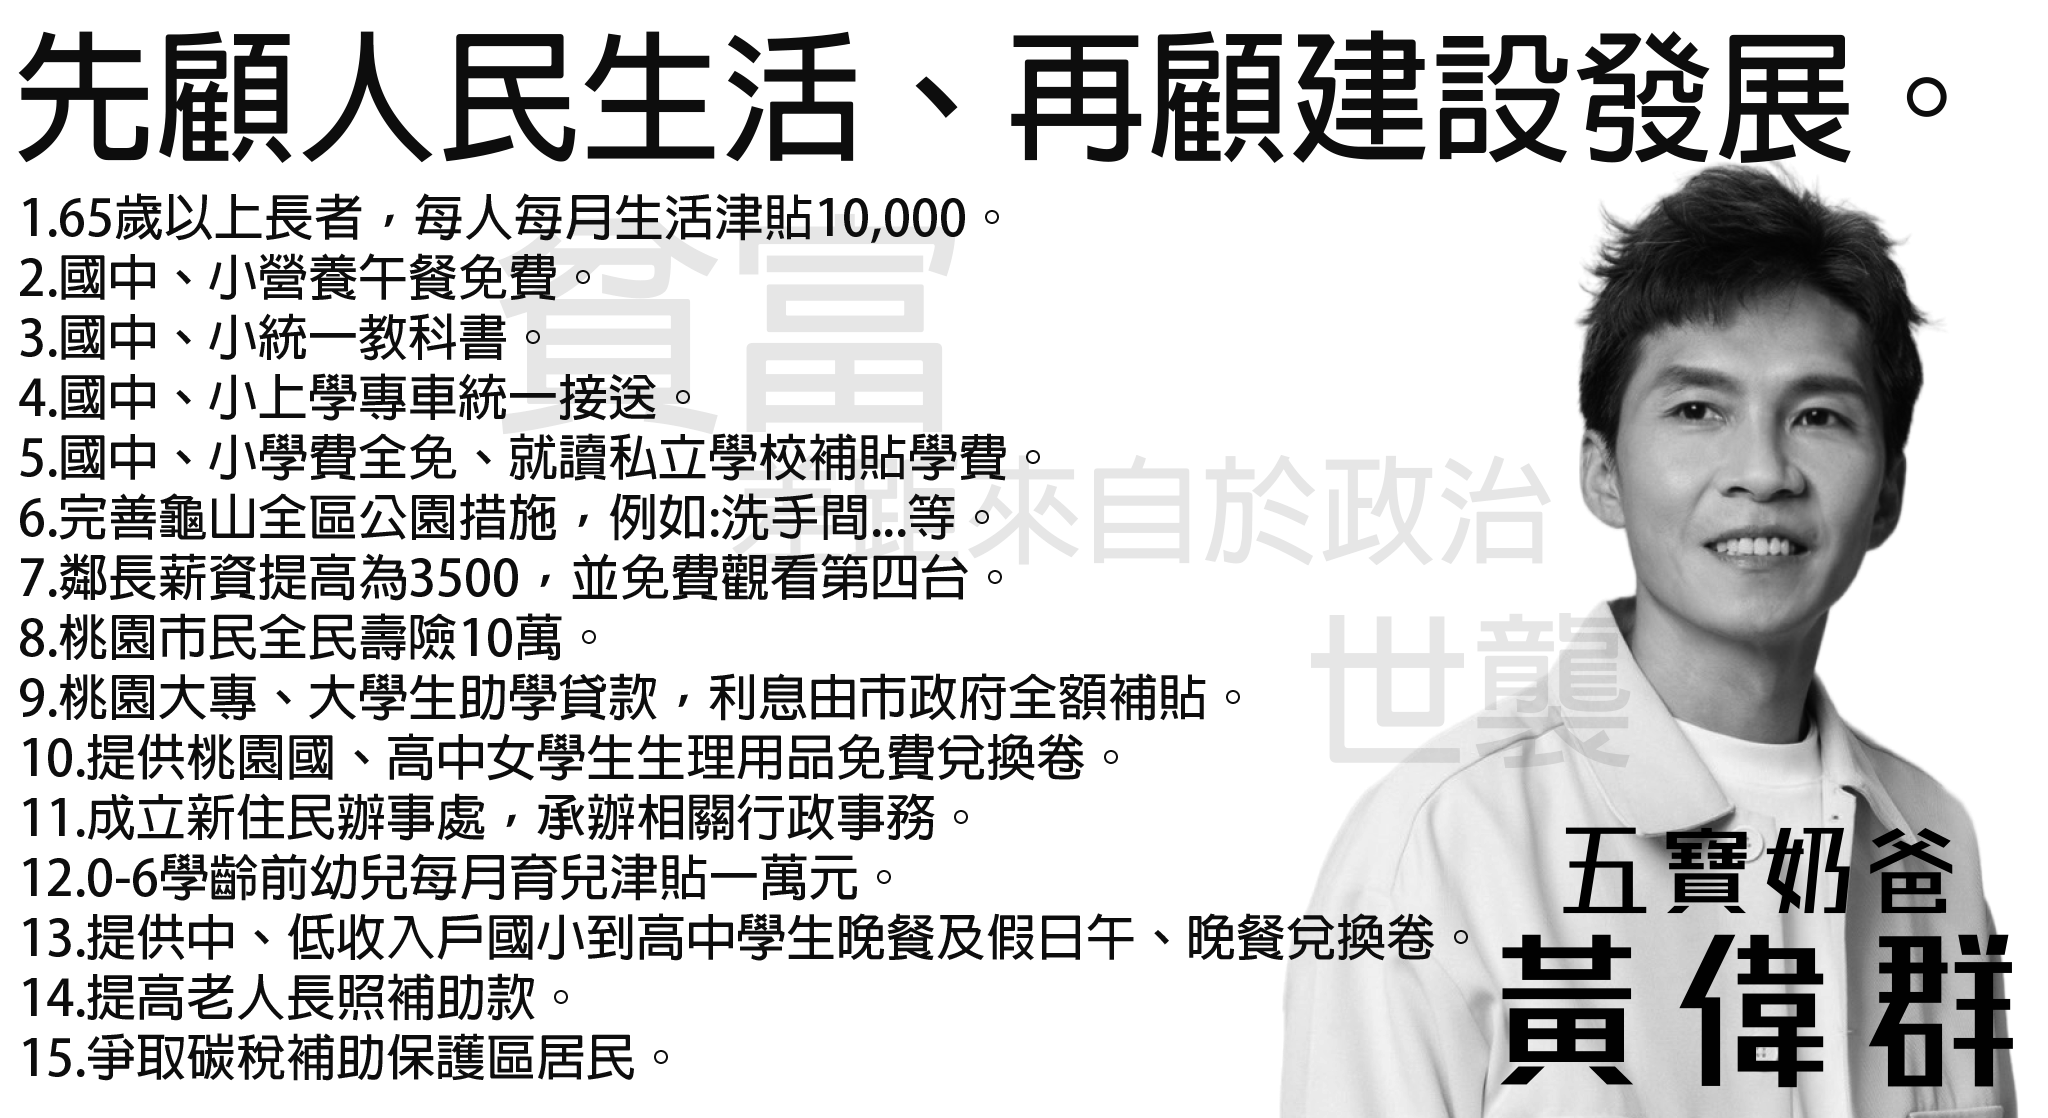 先顧人民生活、再顧建設發展。
1.65歲以上長者，每人每月生活津貼10,000。
2.國中、小營養午餐免費。
3.國中、小統一教科書。
4.國中、小上學專車統一接送。
5.國中、小學費全免、就讀私立學校補貼學費。
6.完善龜山全區公園措施，例如:洗手間...等。
7.鄰長薪資提高為3500，並免費觀看第四台。
8.桃園市民全民壽險10萬。
9.桃園大專、大學生助學貸款，利息由市政府全額補貼。
10.提供桃園國、高中女學生生理用品免費兌換卷。
11.成立新住民辦事處，承辦相關行政事務。
12.0-6學齡前幼兒每月育兒津貼一萬元。
13.提供中、低收入戶國小到高中學生晚餐及假日午、晚餐兌換卷。
14.提高老人長照補助款。
15.爭取碳稅補助保護區居民。
貧富
差距來自於政治
世襲
五寶奶爸
黃偉群